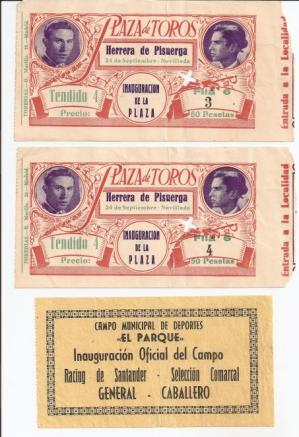 PLAZA de TOROS
Herrera de Pisuerga
24 de Septiembre - Novillada
Tendido 4
Precio:
INAUGURACION
DE LA
PLAZA
Fila 6
3
50 Pesetas
Entrada a la Localidad
PLAZA de TOROS
Herrera de Pisuerga
24 de Septiembre - Novillada
Tendido 4
Precio:
INAUGURACION
DE LA
PLAZA
Fila 6
4
50 Pesetas
Entrada a la Localidad
CAMPO MUNICIPAL DE DEPORTES
«EL PARQUE»
Inauguración Oficial del Campo
Racing de Santander - Selección Comarcal
GENERAL - CABALLERO